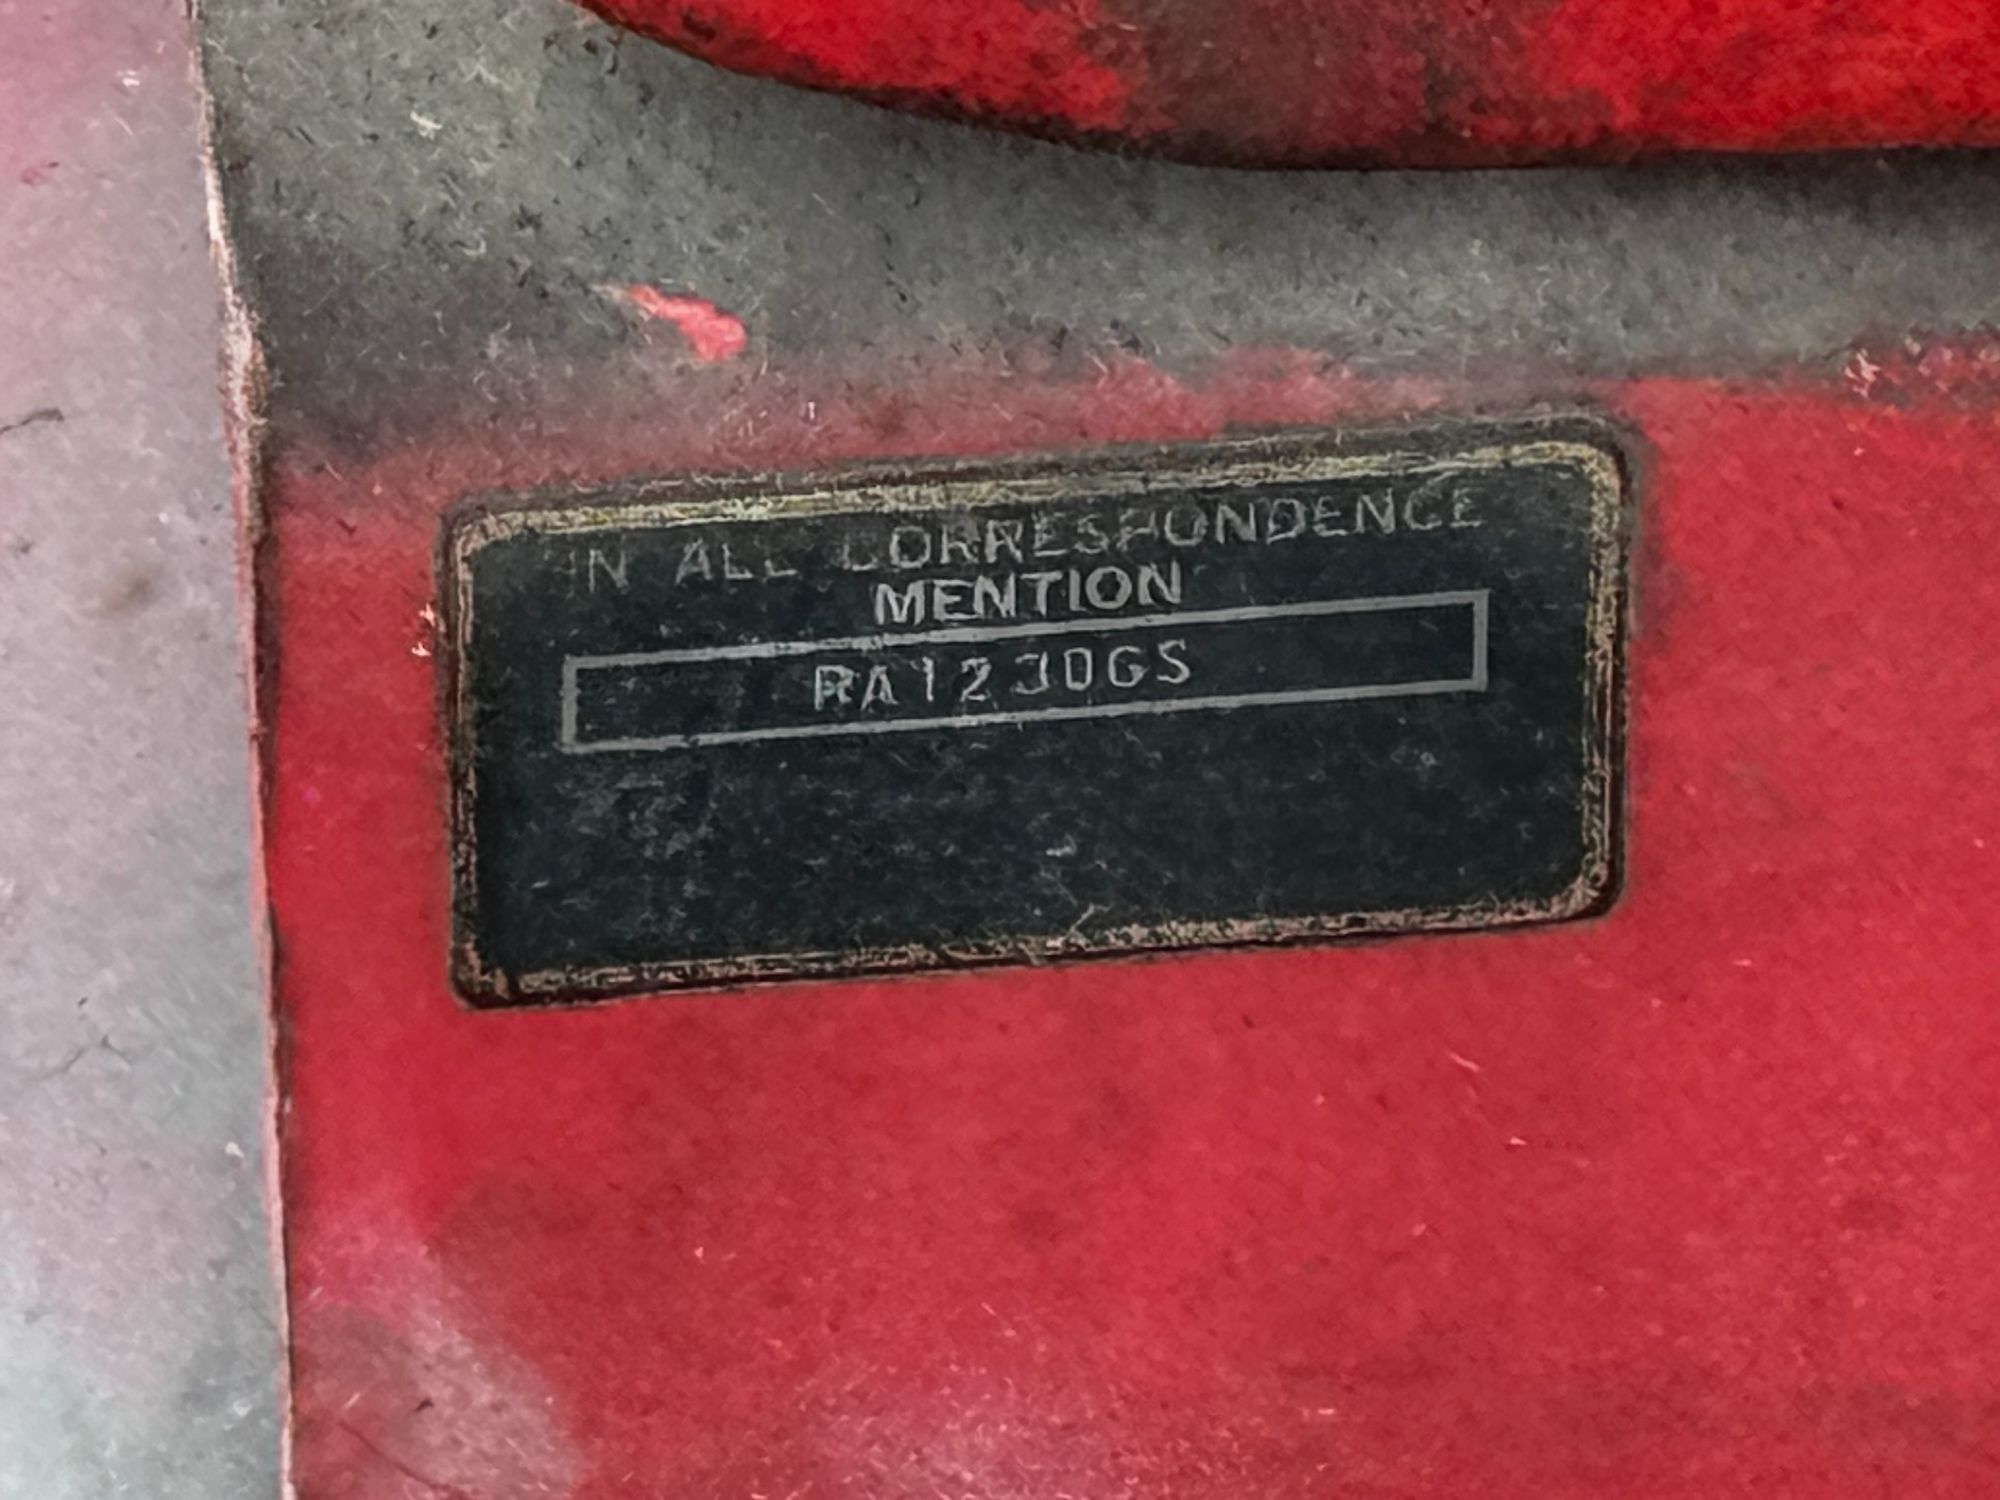 IN ALL CORRESPONDENCE
MENTION
RA1230GS